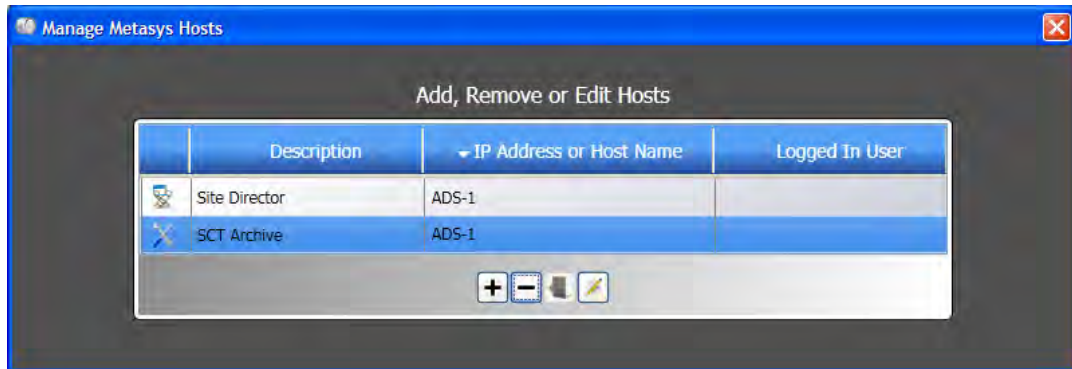 Manage Metasys Hosts
Add, Remove or Edit Hosts
Description IP Address or Host Name Logged In User
Site Director ADS-1
SCT Archive ADS-1